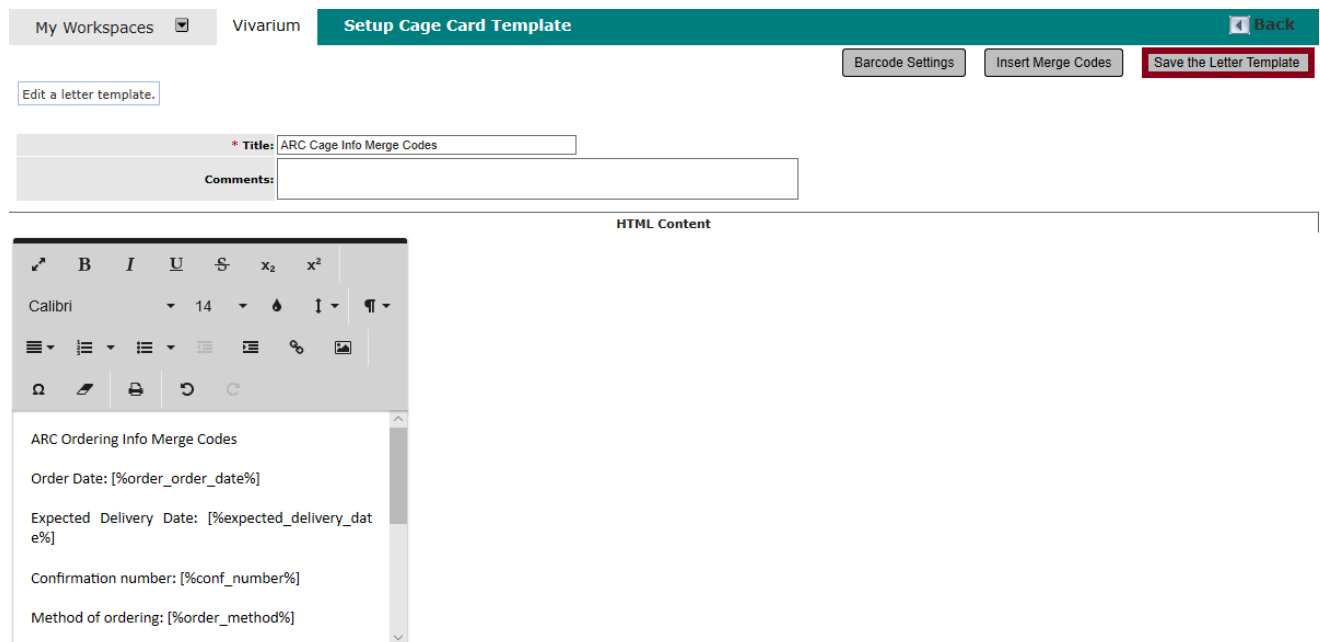 My Workspaces Vivarium Setup Cage Card Template Back
Barcode Settings Insert Merge Codes Save the Letter Template
Edit a letter template.
* Title: ARC Cage Info Merge Codes
Comments:
HTML Content
B I U S x₂ x²
Calibri 14 ¶
Ω
ARC Ordering Info Merge Codes
Order Date: [%order_order_date%]
Expected Delivery Date: [%expected_delivery_dat
e%]
Confirmation number: [%conf_number%]
Method of ordering: [%order_method%]